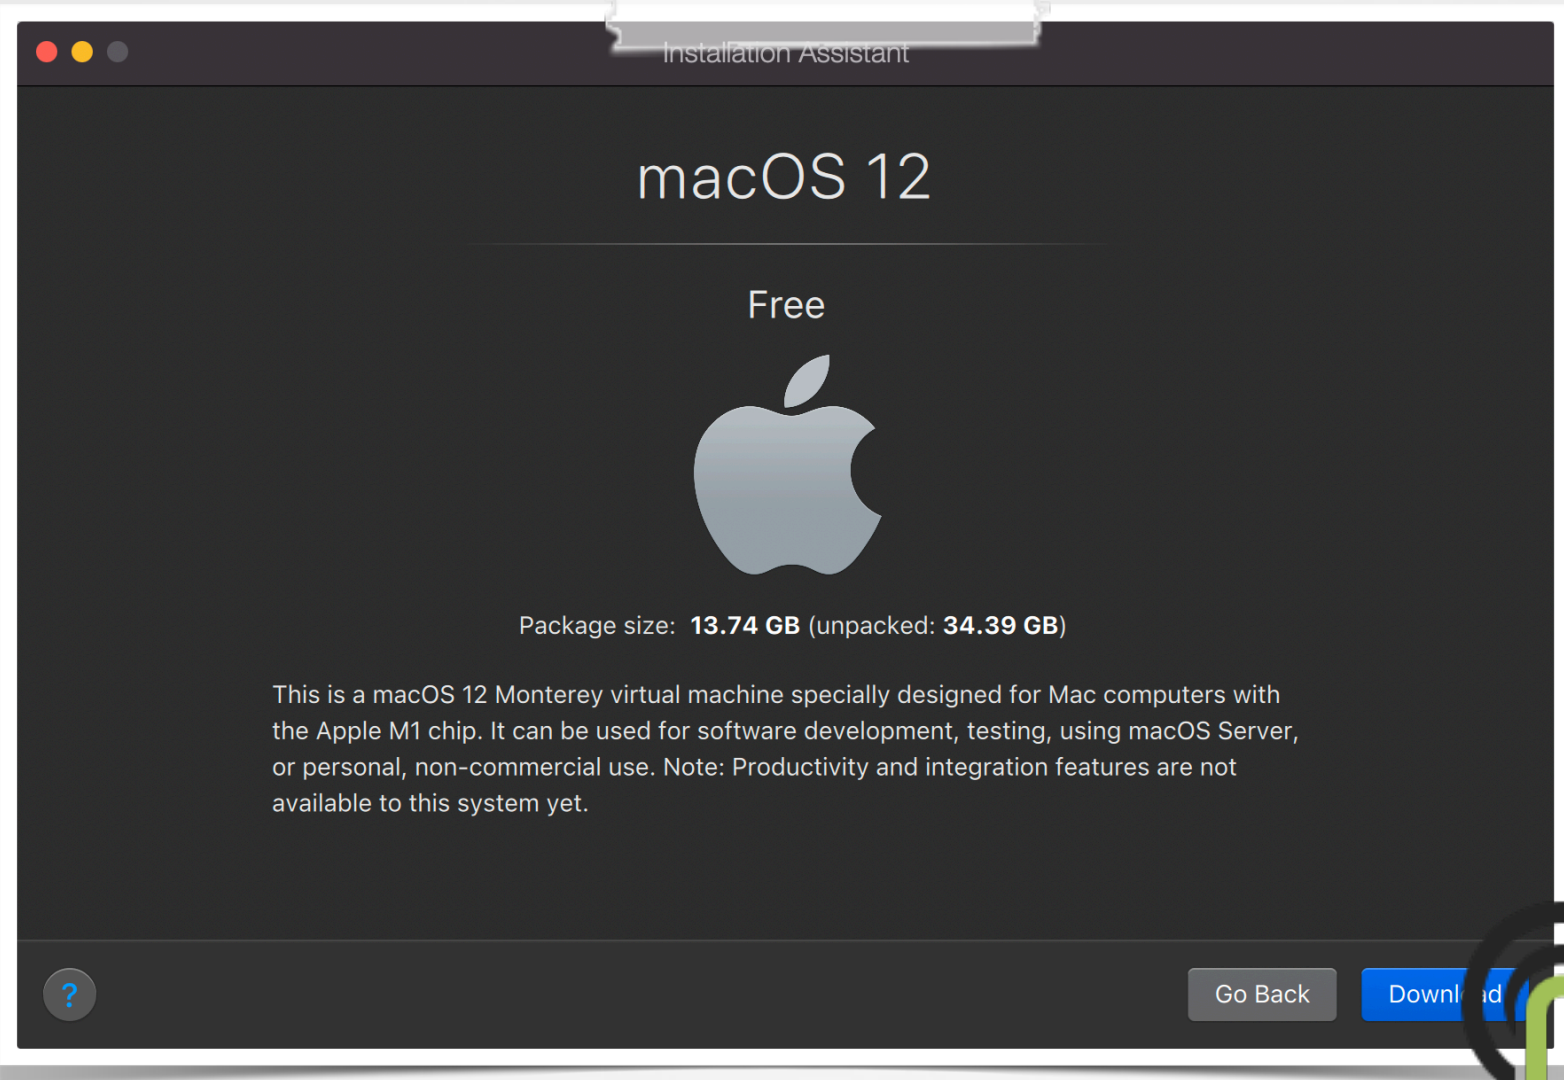 Installation Assistant
macOS 12
Free
Package size: 13.74 GB (unpacked: 34.39 GB)
This is a macOS 12 Monterey virtual machine specially designed for Mac computers with
the Apple M1 chip. It can be used for software development, testing, using macOS Server,
or personal, non-commercial use. Note: Productivity and integration features are not
available to this system yet.
?
Go Back
Download